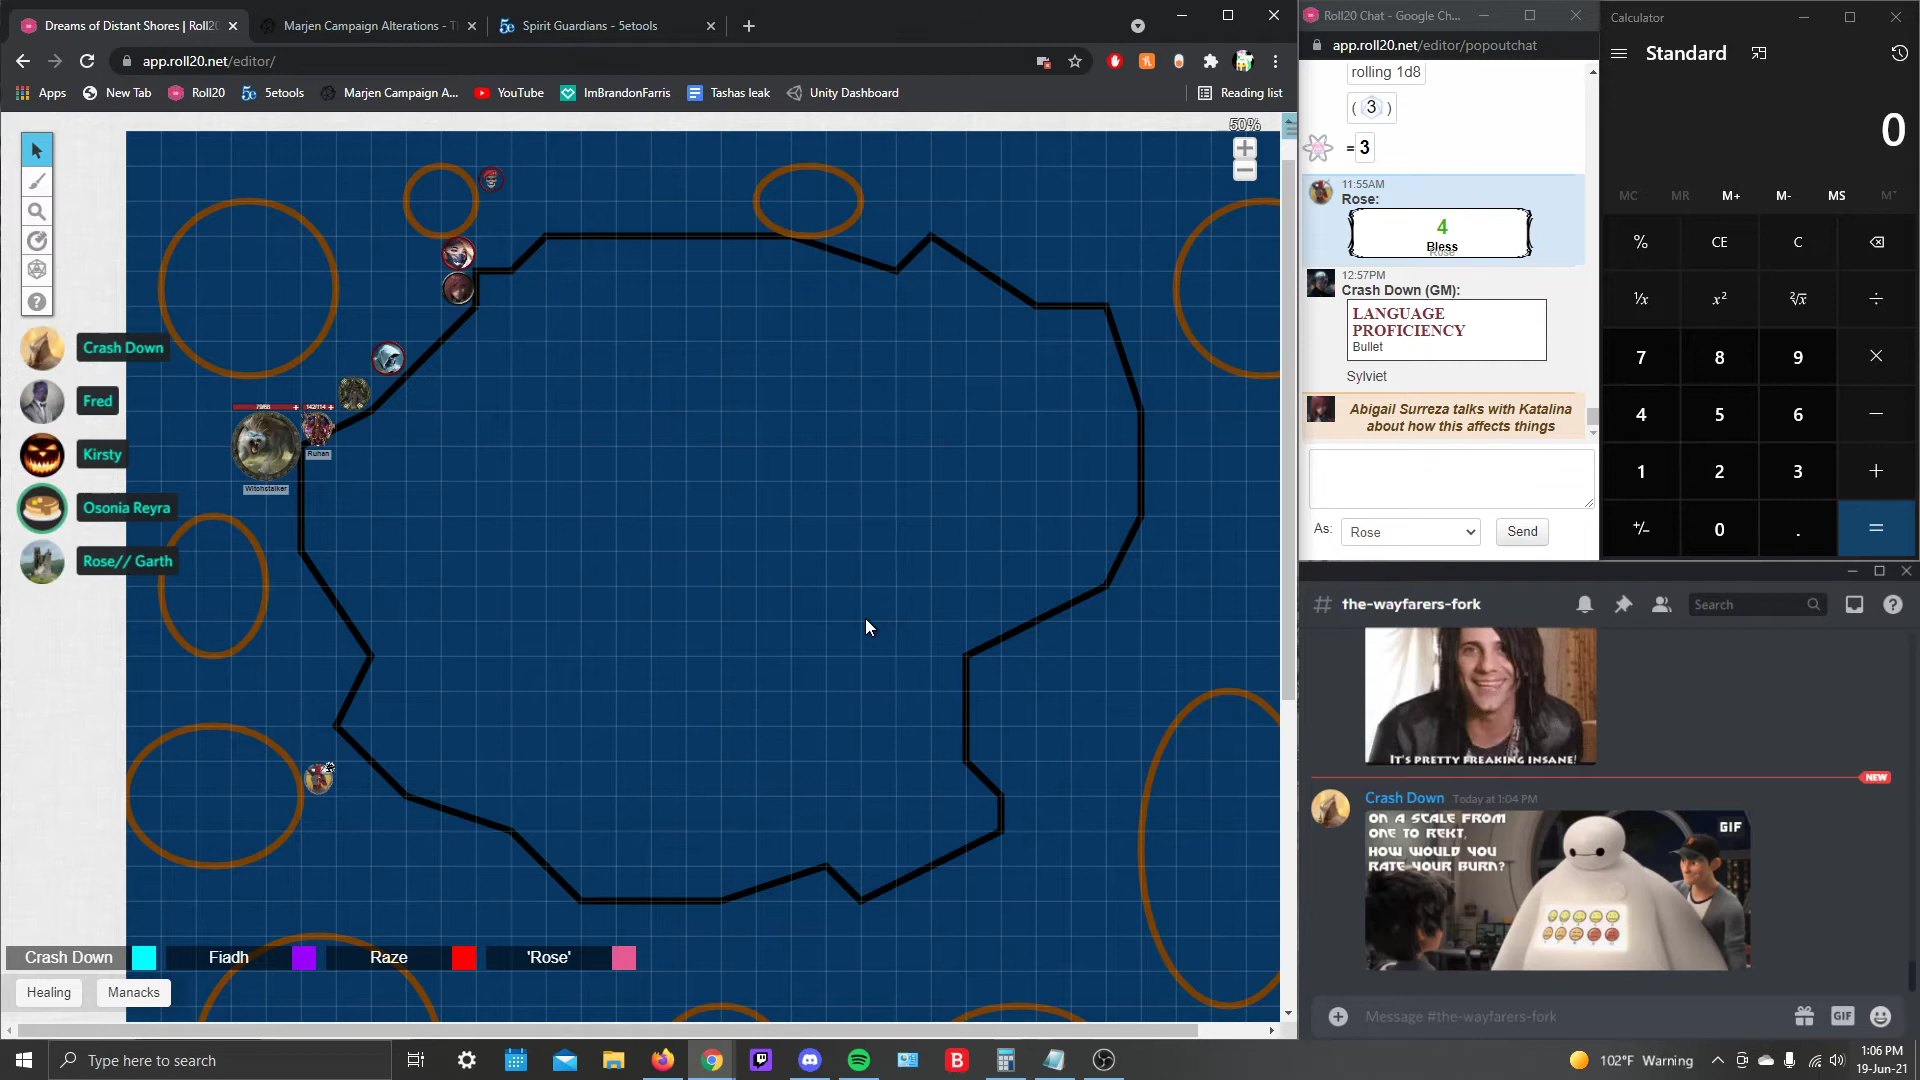 Dreams of Distant Shores | Roll20
Marjen Campaign Alterations - T
Spirit Guardians - 5etools
app.roll20.net/editor/
Apps
New Tab
Roll20
5etools
Marjen Campaign A...
YouTube
ImBrandonFarris
Tashas leak
Unity Dashboard
Reading list
50%
Crash Down
Fred
Kirsty
Osonia Reyra
Rose// Garth
79/68
142/114
Ruhan
Witchstalker
Crash Down
Fiadh
Raze
'Rose'
Healing
Manacks
Roll20 Chat - Google Ch...
app.roll20.net/editor/popoutchat
rolling 1d8
( 3 )
= 3
11:55AM
Rose:
4
Bless
Rose
12:57PM
Crash Down (GM):
LANGUAGE
PROFICIENCY
Bullet
Sylviet
Abigail Surreza talks with Katalina
about how this affects things
As:
Rose
Send
Calculator
Standard
0
MC MR M+ M- MS M˅
% CE C
¹/x x² ²√x ÷
7 8 9 ×
4 5 6 −
1 2 3 +
+/- 0 . =
# the-wayfarers-fork
Search
IT'S PRETTY FREAKING INSANE!
NEW
Crash Down Today at 1:04 PM
ON A SCALE FROM
ONE TO REKT,
HOW WOULD YOU
RATE YOUR BURN?
GIF
Message #the-wayfarers-fork
GIF
Type here to search
102°F Warning
1:06 PM
19-Jun-21